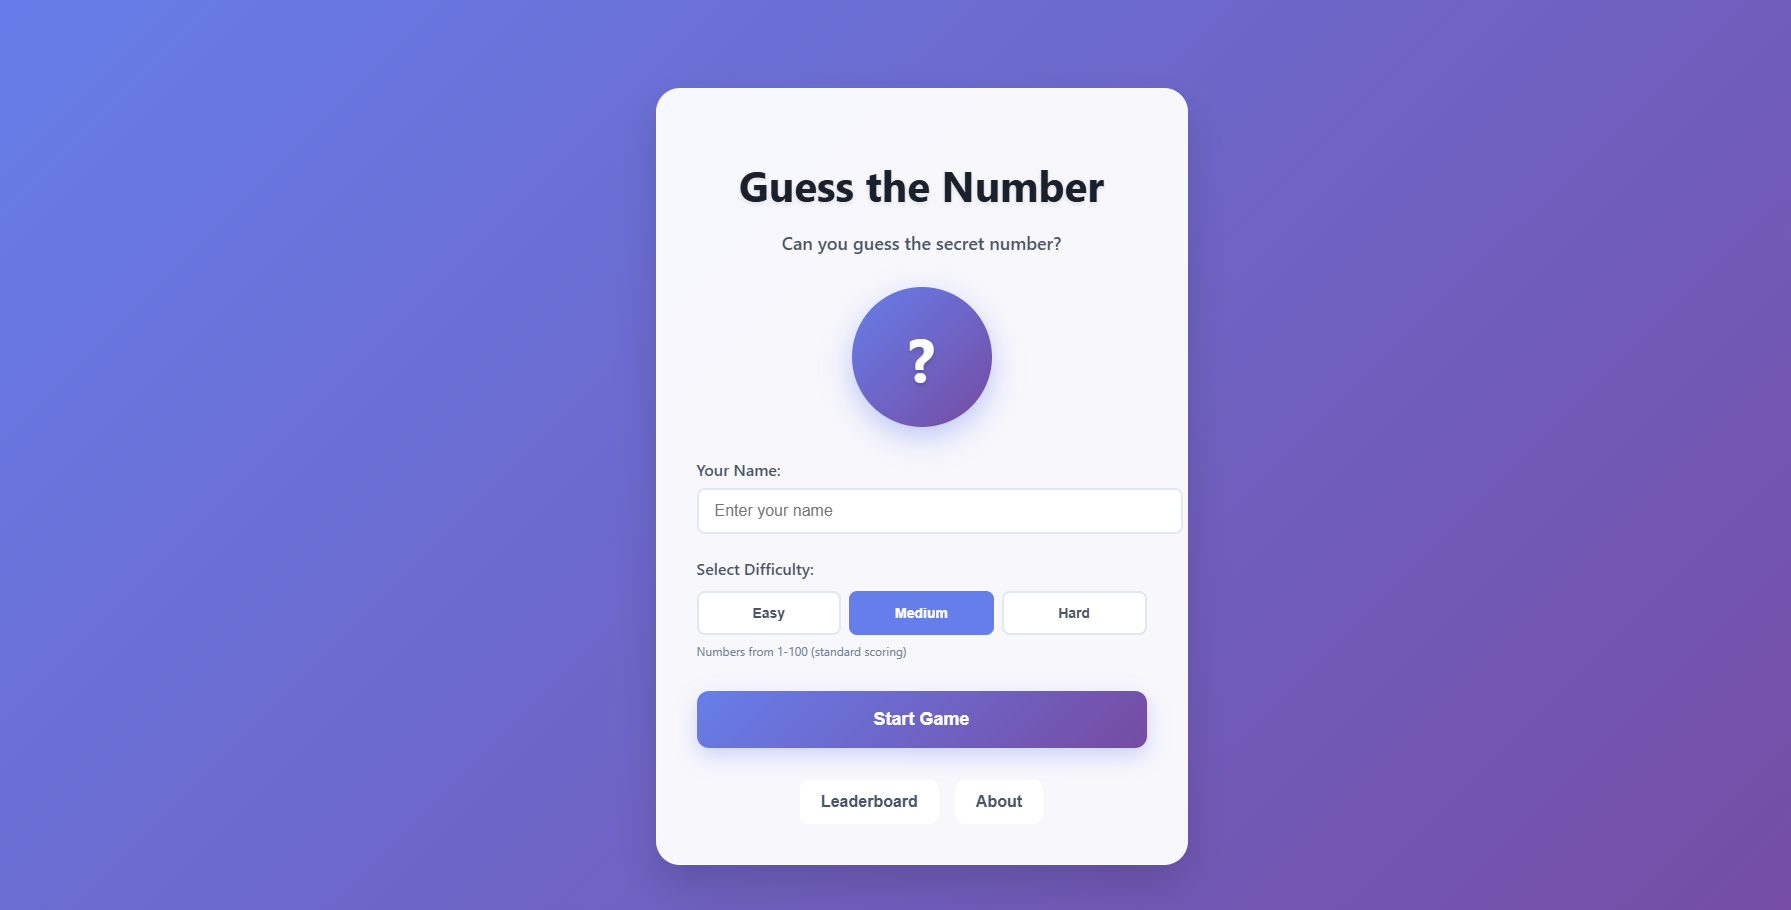 Guess the Number
Can you guess the secret number?
?
Your Name:
Enter your name
Select Difficulty:
Easy
Medium
Hard
Numbers from 1-100 (standard scoring)
Start Game
Leaderboard
About